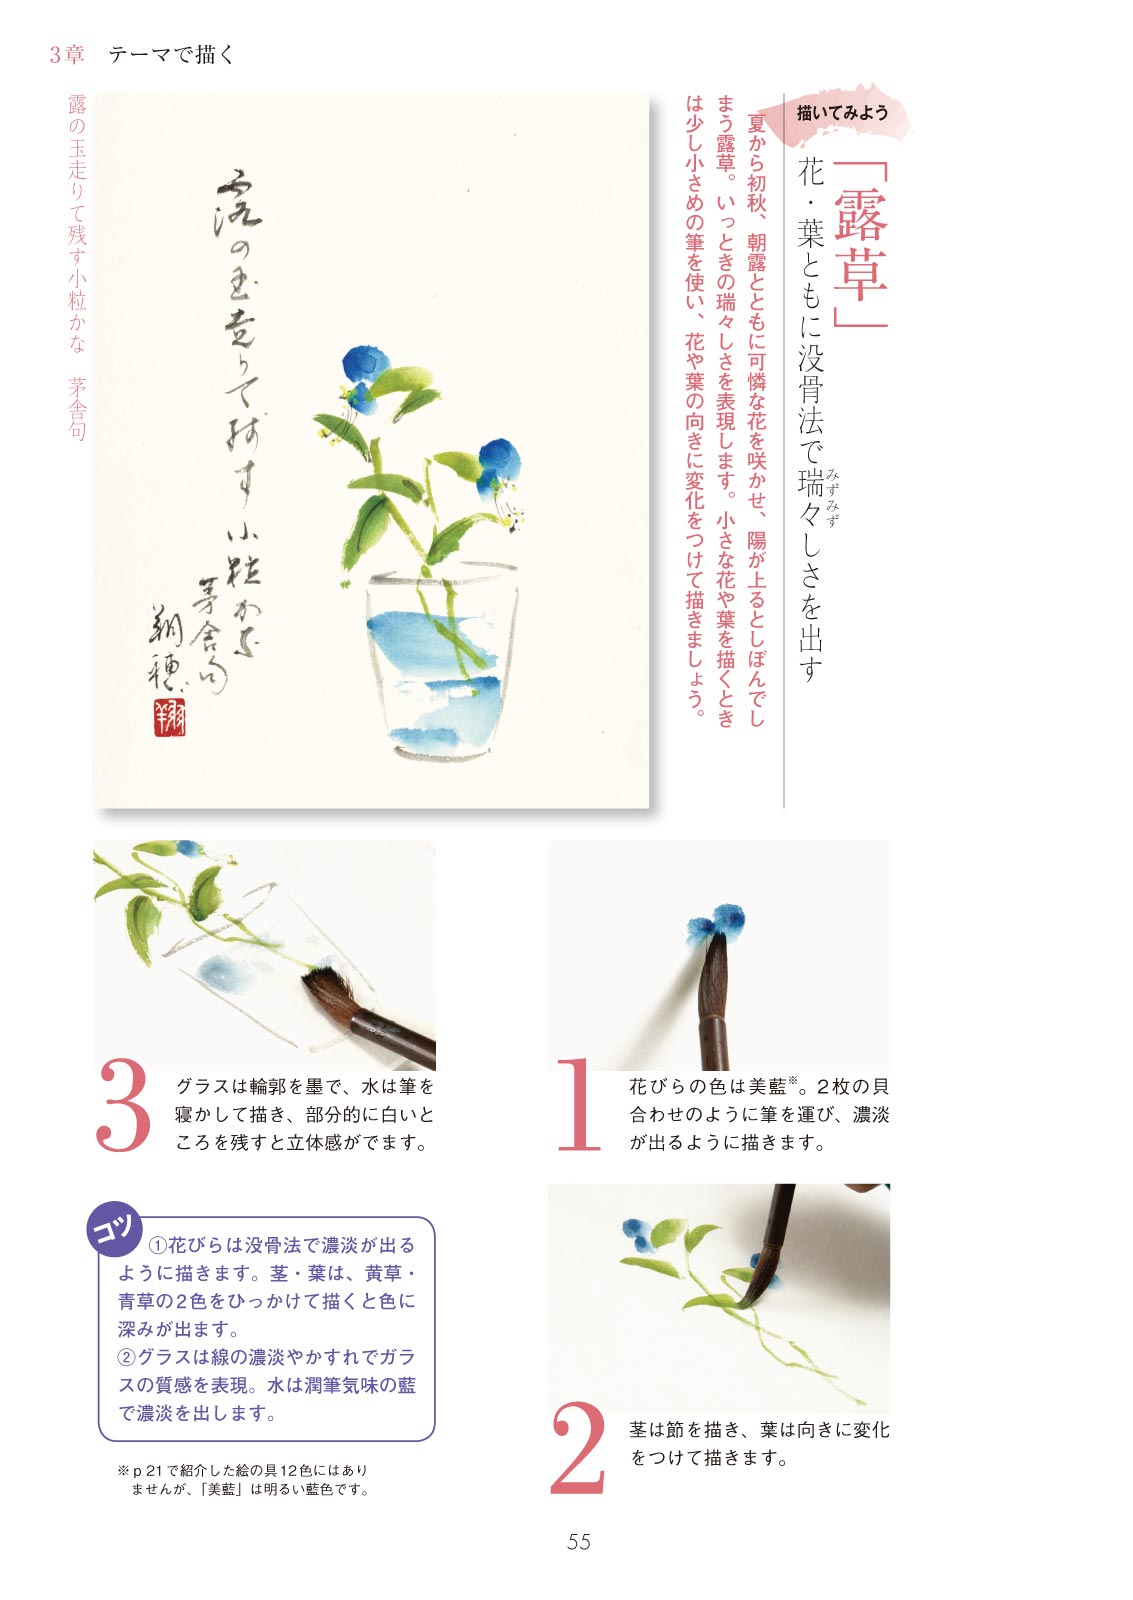 3章 テーマで描く
描いてみよう
「露草」
花・葉ともに没骨法で瑞々しさを出す
みずみず
夏から初秋、朝露とともに可憐な花を咲かせ、陽が上るとしぼんでし
まう露草。いっときの瑞々しさを表現します。小さな花や葉を描くとき
は少し小さめの筆を使い、花や葉の向きに変化をつけて描きましょう。
露の玉走りて残す小粒かな
茅舎句
翔穂
翔
露の玉走りて残す小粒かな 茅舎句
1
花びらの色は美藍※。2枚の貝
合わせのように筆を運び、濃淡
が出るように描きます。
2
茎は節を描き、葉は向きに変化
をつけて描きます。
3
グラスは輪郭を墨で、水は筆を
寝かして描き、部分的に白いと
ころを残すと立体感がでます。
コツ
①花びらは没骨法で濃淡が出る
ように描きます。茎・葉は、黄草・
青草の2色をひっかけて描くと色に
深みが出ます。
②グラスは線の濃淡やかすれでガラ
スの質感を表現。水は潤筆気味の藍
で濃淡を出します。
※p 21で紹介した絵の具12色にはあり
ませんが、「美藍」は明るい藍色です。
55